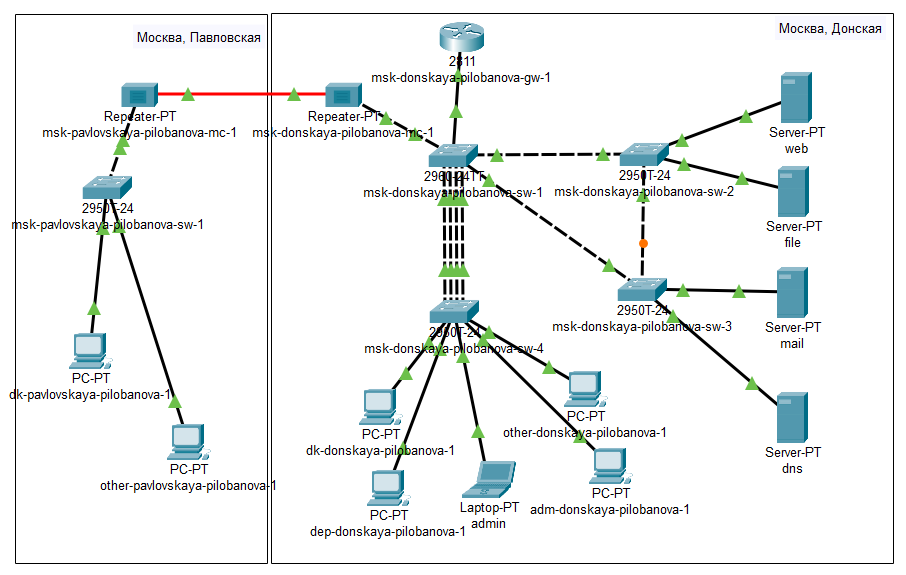 Москва, Павловская
Repeater-PT
msk-pavlovskaya-pilobanova-mc-1
2950T-24
msk-pavlovskaya-pilobanova-sw-1
PC-PT
dk-pavlovskaya-pilobanova-1
PC-PT
other-pavlovskaya-pilobanova-1
Москва, Донская
2811
msk-donskaya-pilobanova-gw-1
Repeater-PT
msk-donskaya-pilobanova-mc-1
2960-24TT
msk-donskaya-pilobanova-sw-1
2950T-24
msk-donskaya-pilobanova-sw-2
Server-PT
web
Server-PT
file
2950T-24
msk-donskaya-pilobanova-sw-3
Server-PT
mail
Server-PT
dns
2950T-24
msk-donskaya-pilobanova-sw-4
PC-PT
dk-donskaya-pilobanova-1
PC-PT
other-donskaya-pilobanova-1
PC-PT
dep-donskaya-pilobanova-1
Laptop-PT
admin
PC-PT
adm-donskaya-pilobanova-1